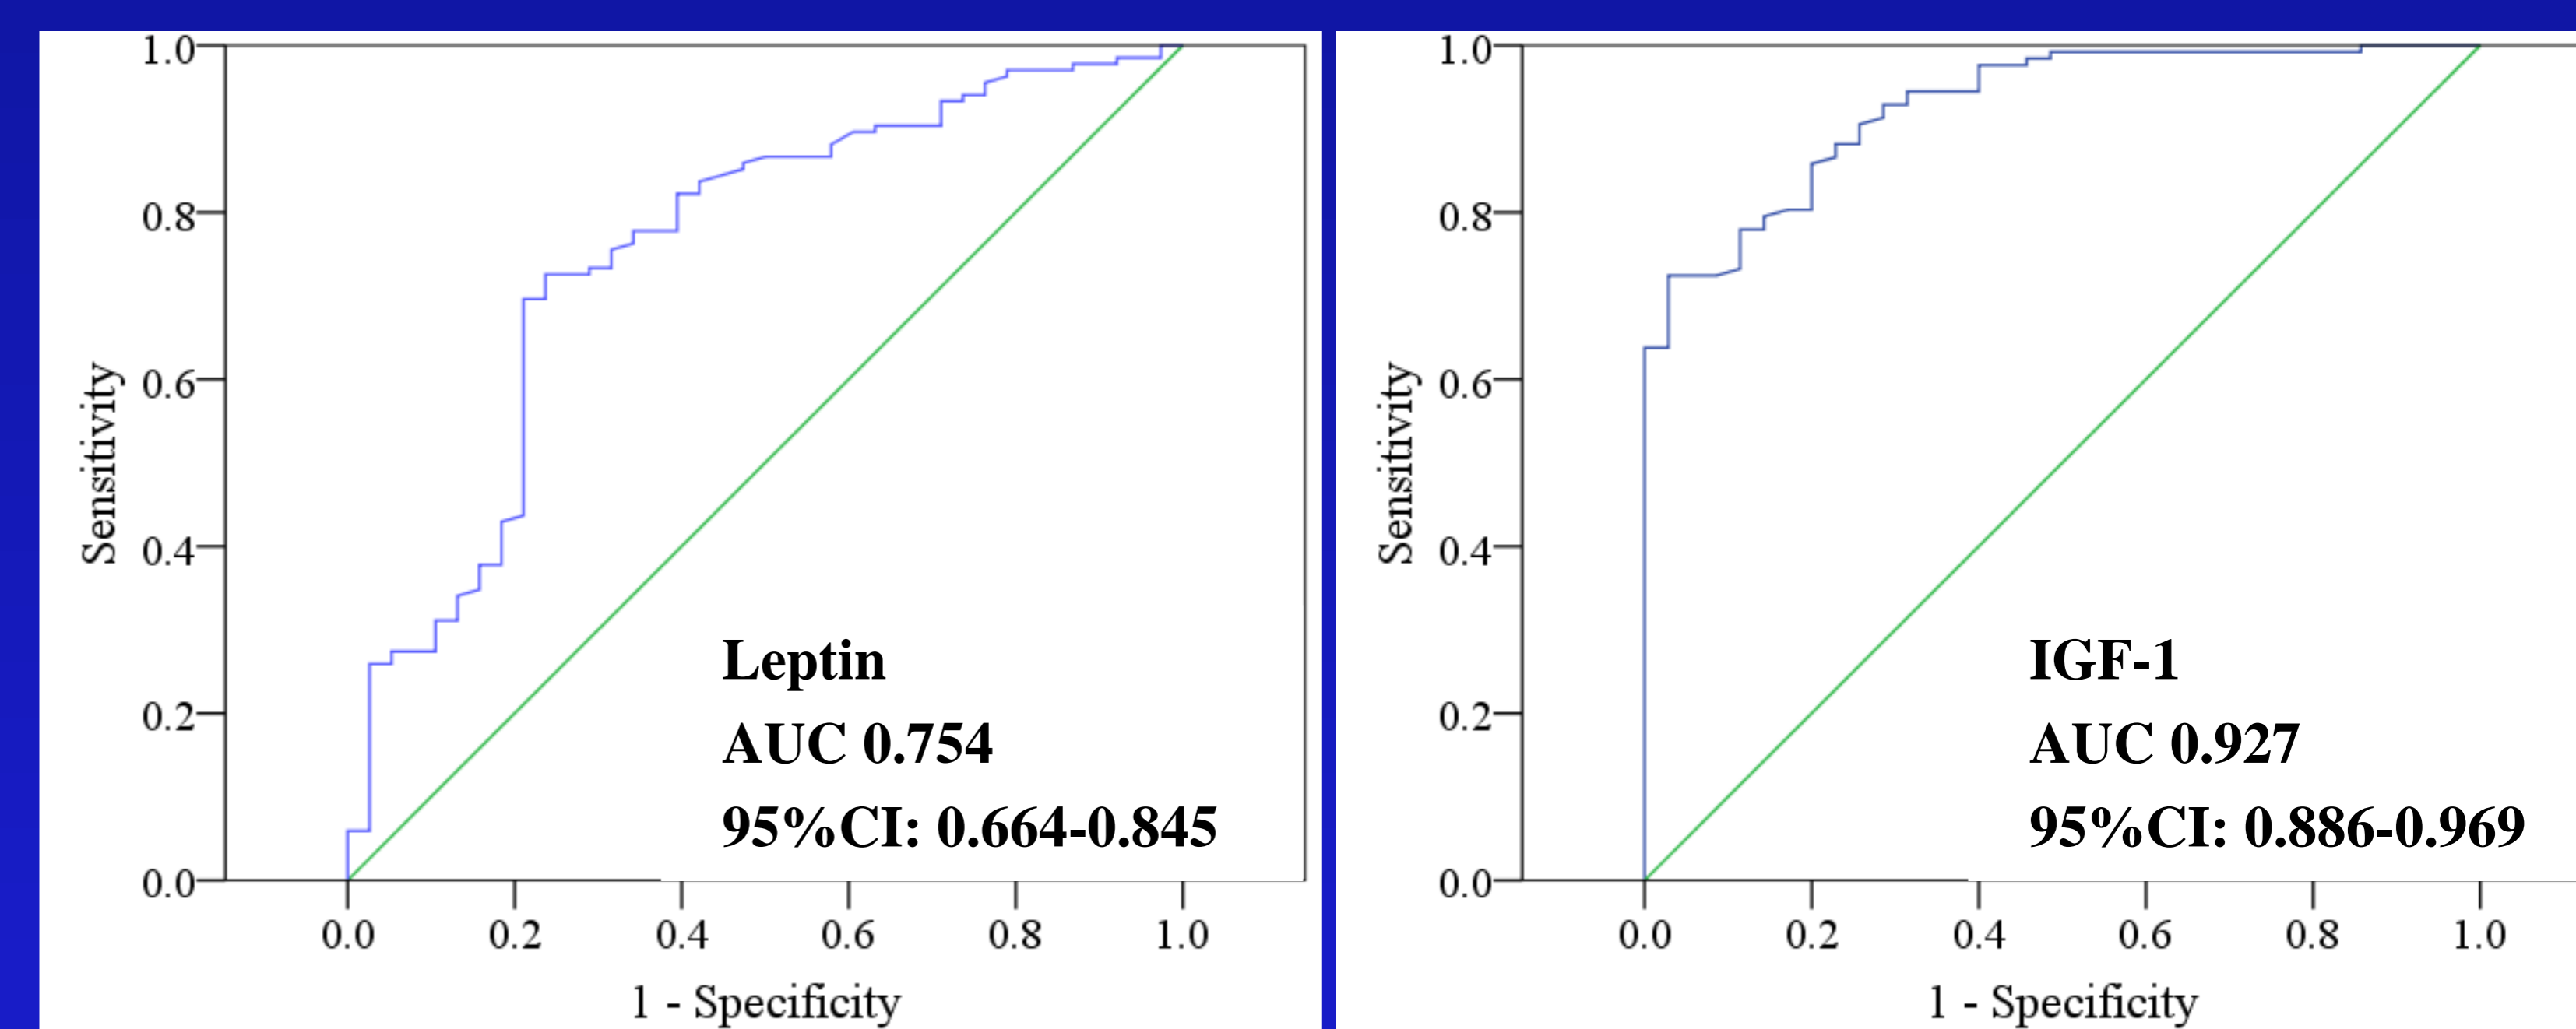 1.0
0.8
0.6
0.4
0.2
0.0
Sensitivity
0.0 0.2 0.4 0.6 0.8 1.0
1 - Specificity
Leptin
AUC 0.754
95%CI: 0.664-0.845
1.0
0.8
0.6
0.4
0.2
0.0
Sensitivity
0.0 0.2 0.4 0.6 0.8 1.0
1 - Specificity
IGF-1
AUC 0.927
95%CI: 0.886-0.969